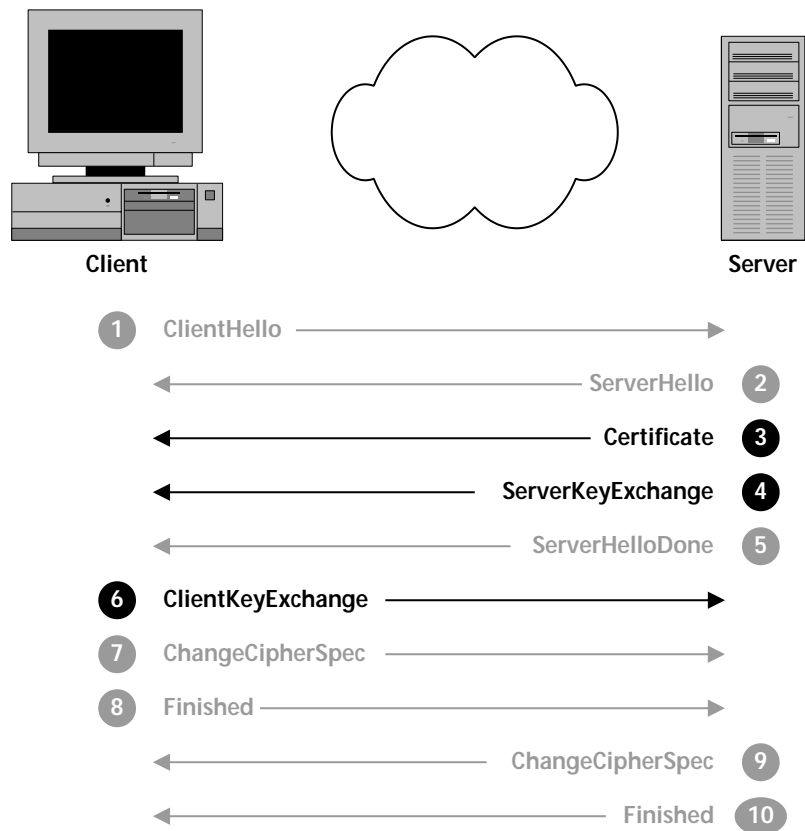 Client
Server
1 ClientHello
ServerHello 2
Certificate 3
ServerKeyExchange 4
ServerHelloDone 5
6 ClientKeyExchange
7 ChangeCipherSpec
8 Finished
ChangeCipherSpec 9
Finished 10